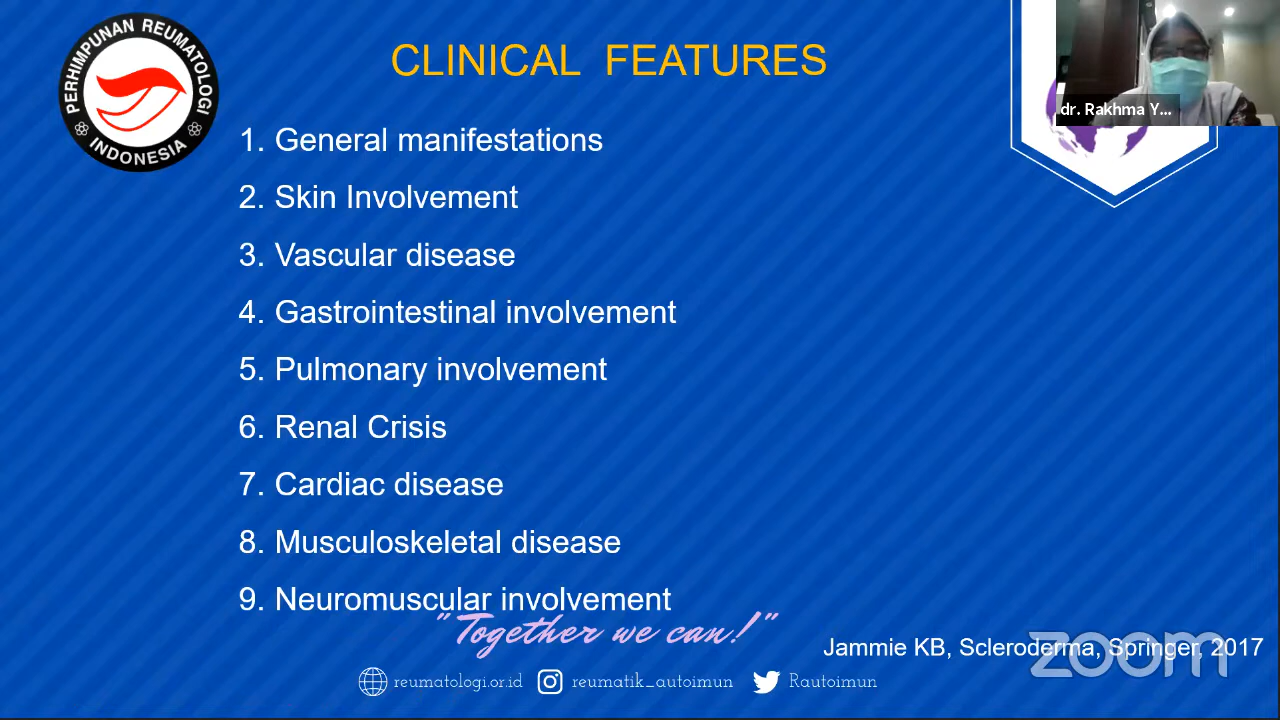 PERHIMPUNAN REUMATOLOGI
INDONESIA
CLINICAL FEATURES
dr. Rakhma Y...
1. General manifestations
2. Skin Involvement
3. Vascular disease
4. Gastrointestinal involvement
5. Pulmonary involvement
6. Renal Crisis
7. Cardiac disease
8. Musculoskeletal disease
9. Neuromuscular involvement
"Together we can!"
Jammie KB, Scleroderma, Springer, 2017
zoom
reumatologi.or.id reumatik_autoimun Rautoimun